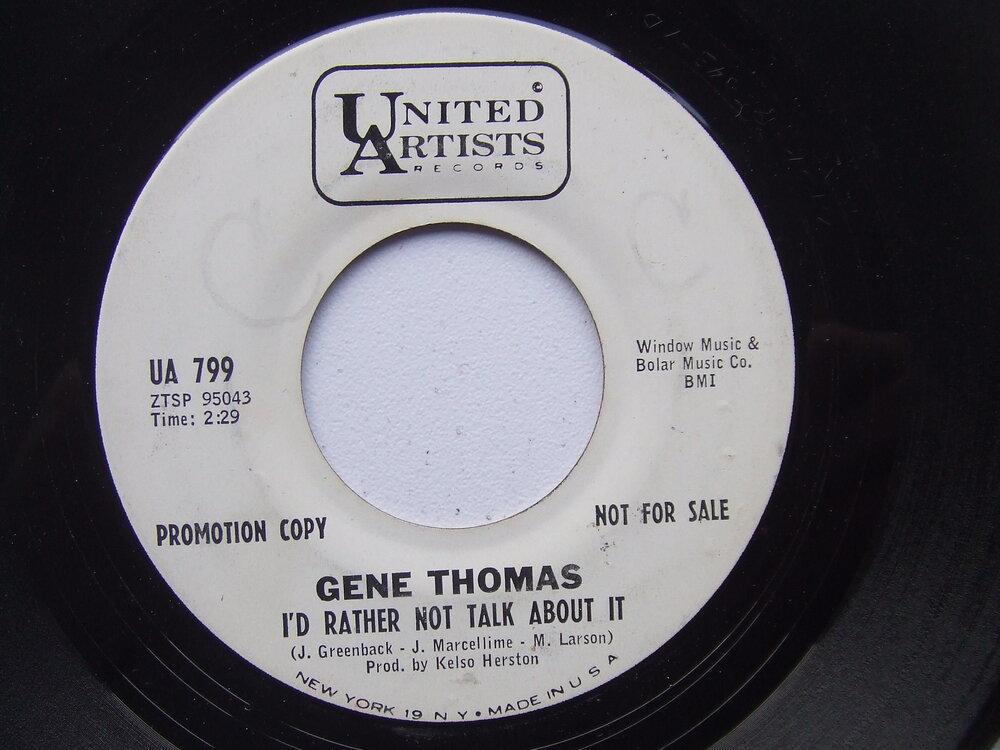 ©
UNITED
ARTISTS
RECORDS
C C
UA 799
ZTSP 95043
Time: 2:29
Window Music &
Bolar Music Co.
BMI
PROMOTION COPY
NOT FOR SALE
GENE THOMAS
I'D RATHER NOT TALK ABOUT IT
(J. Greenback - J. Marcellime - M. Larson)
Prod. by Kelso Herston
NEW YORK 19 N Y • MADE IN U S A